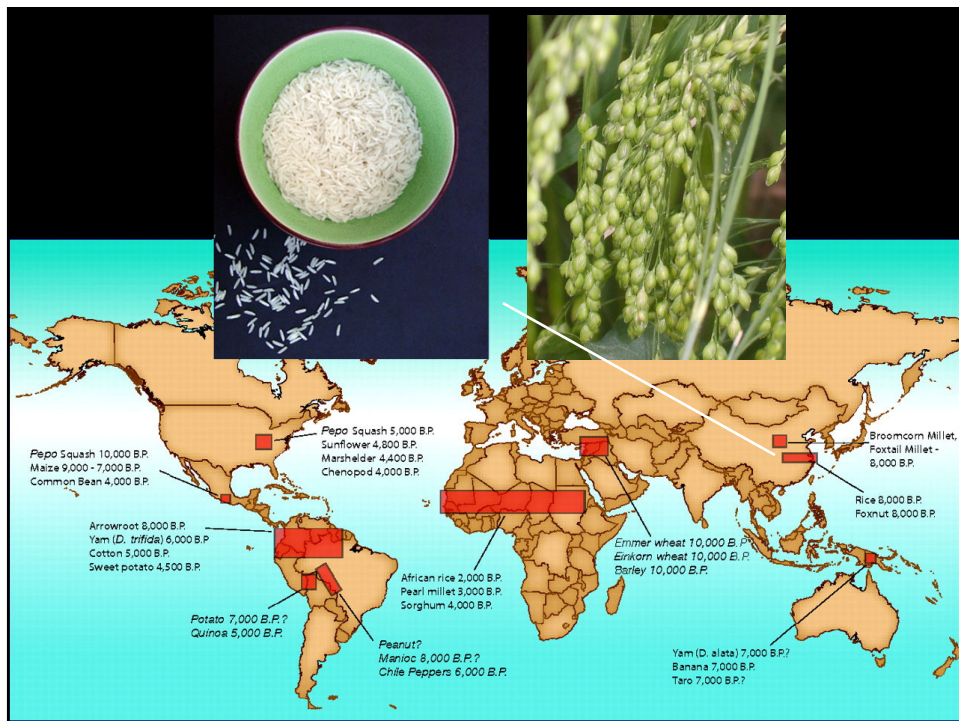 Pepo Squash 10,000 B.P.
Maize 9,000 - 7,000 B.P.
Common Bean 4,000 B.P.
Pepo Squash 5,000 B.P.
Sunflower 4,800 B.P.
Marshelder 4,400 B.P.
Chenopod 4,000 B.P.
Broomcorn Millet,
Foxtail Millet -
8,000 B.P.
Rice 8,000 B.P.
Foxnut 8,000 B.P.
Arrowroot 8,000 B.P.
Yam (D. trifida) 6,000 B.P
Cotton 5,000 B.P.
Sweet potato 4,500 B.P.
Emmer wheat 10,000 B.P.
Einkorn wheat 10,000 B.P.
Barley 10,000 B.P.
African rice 2,000 B.P.
Pearl millet 3,000 B.P.
Sorghum 4,000 B.P.
Potato 7,000 B.P.?
Quinoa 5,000 B.P.
Peanut?
Manioc 8,000 B.P.?
Chile Peppers 6,000 B.P.
Yam (D. alata) 7,000 B.P.?
Banana 7,000 B.P.
Taro 7,000 B.P.?